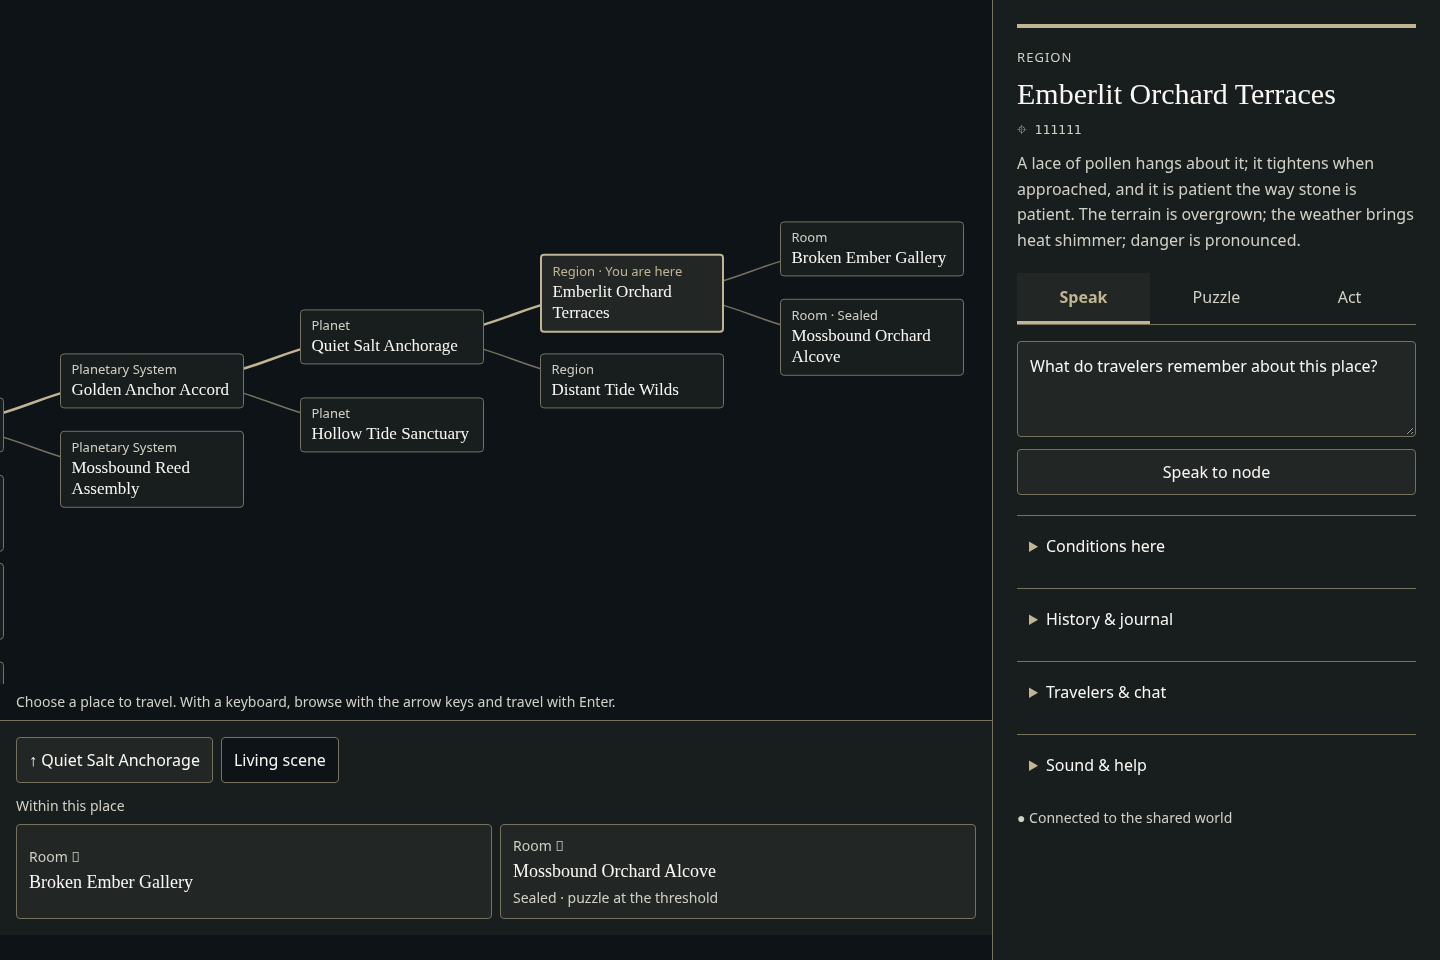 Planetary System
Golden Anchor Accord
Planetary System
Mossbound Reed
Assembly
Planet
Quiet Salt Anchorage
Planet
Hollow Tide Sanctuary
Region · You are here
Emberlit Orchard
Terraces
Region
Distant Tide Wilds
Room
Broken Ember Gallery
Room · Sealed
Mossbound Orchard
Alcove
Choose a place to travel. With a keyboard, browse with the arrow keys and travel with Enter.
↑ Quiet Salt Anchorage
Living scene
Within this place
Room
Broken Ember Gallery
Room
Mossbound Orchard Alcove
Sealed · puzzle at the threshold
REGION
Emberlit Orchard Terraces
111111
A lace of pollen hangs about it; it tightens when
approached, and it is patient the way stone is
patient. The terrain is overgrown; the weather brings
heat shimmer; danger is pronounced.
Speak
Puzzle
Act
What do travelers remember about this place?
Speak to node
▶ Conditions here
▶ History & journal
▶ Travelers & chat
▶ Sound & help
● Connected to the shared world